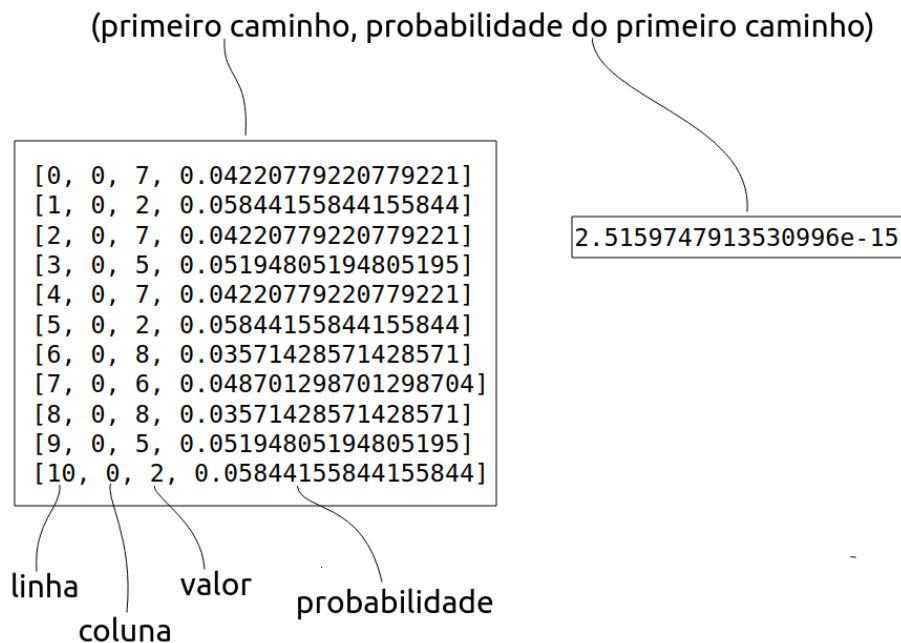 (primeiro caminho, probabilidade do primeiro caminho)
[0, 0, 7, 0.04220779220779221]
[1, 0, 2, 0.05844155844155844]
[2, 0, 7, 0.04220779220779221]
[3, 0, 5, 0.05194805194805195]
[4, 0, 7, 0.04220779220779221]
[5, 0, 2, 0.05844155844155844]
[6, 0, 8, 0.03571428571428571]
[7, 0, 6, 0.048701298701298704]
[8, 0, 8, 0.03571428571428571]
[9, 0, 5, 0.05194805194805195]
[10, 0, 2, 0.05844155844155844]
2.5159747913530996e-15
linha
coluna
valor
probabilidade